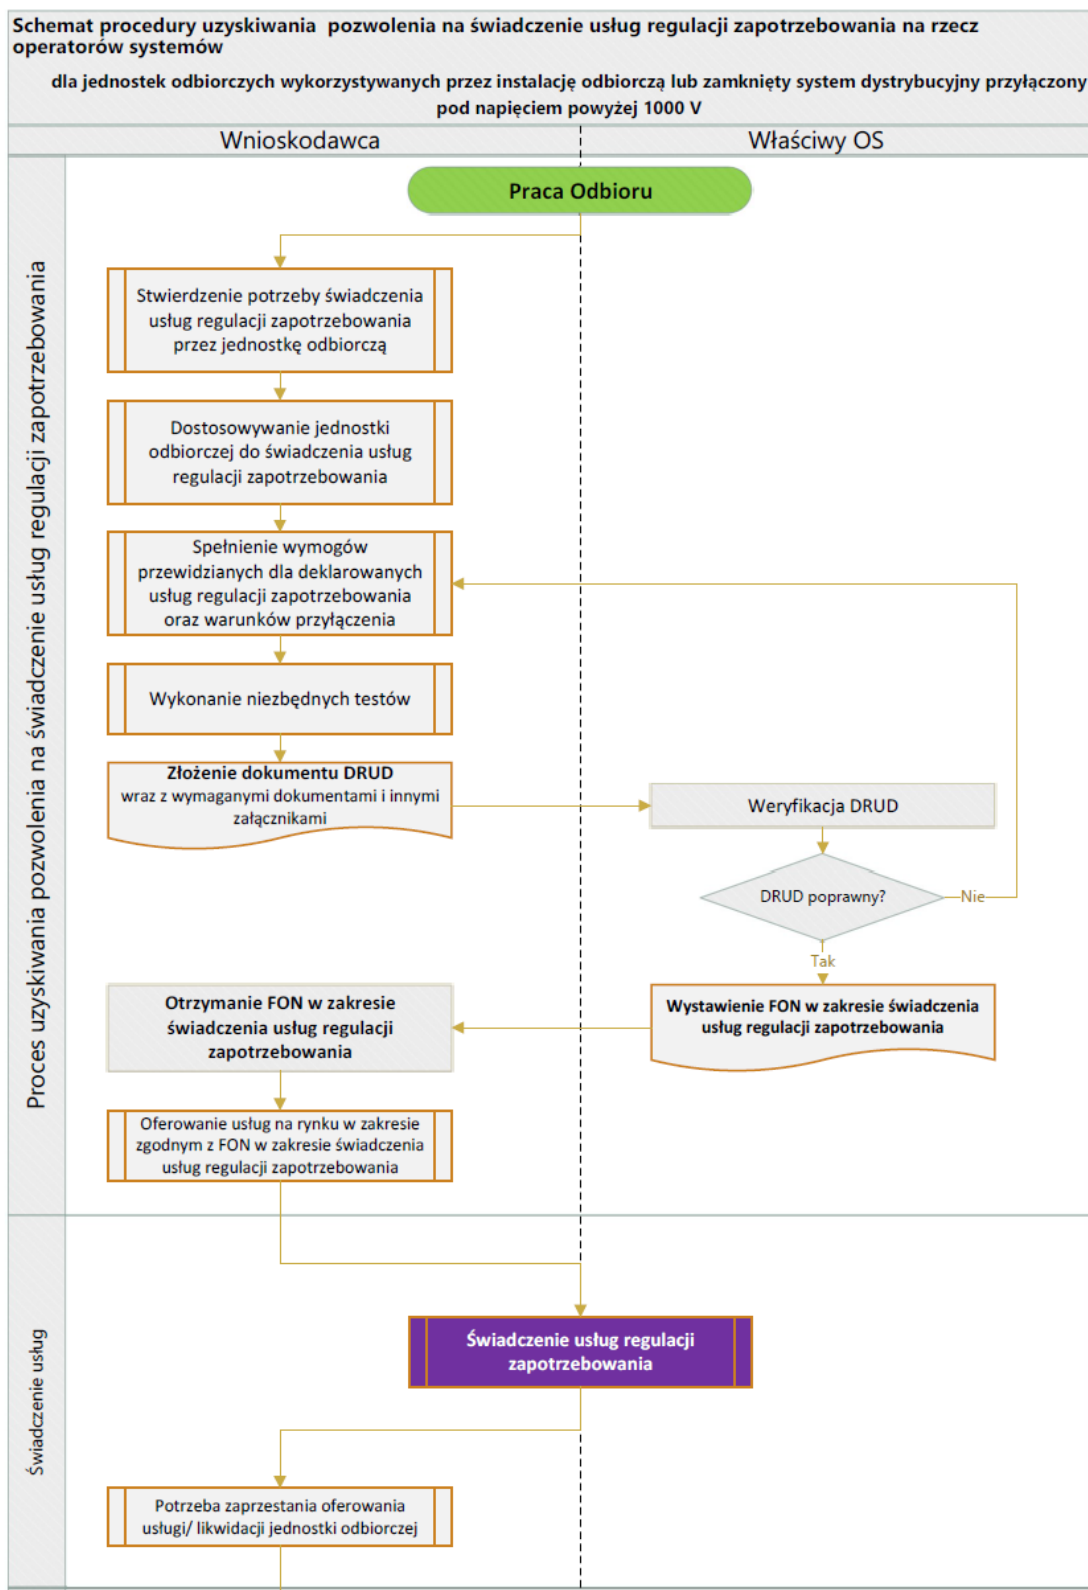 Schemat procedury uzyskiwania pozwolenia na świadczenie usług regulacji zapotrzebowania na rzecz
operatorów systemów
dla jednostek odbiorczych wykorzystywanych przez instalację odbiorczą lub zamknięty system dystrybucyjny przyłączony
pod napięciem powyżej 1000 V
Wnioskodawca
Właściwy OS
Proces uzyskiwania pozwolenia na świadczenie usług regulacji zapotrzebowania
Praca Odbioru
Stwierdzenie potrzeby świadczenia
usług regulacji zapotrzebowania
przez jednostkę odbiorczą
Dostosowywanie jednostki
odbiorczej do świadczenia usług
regulacji zapotrzebowania
Spełnienie wymogów
przewidzianych dla deklarowanych
usług regulacji zapotrzebowania
oraz warunków przyłączenia
Wykonanie niezbędnych testów
Złożenie dokumentu DRUD
wraz z wymaganymi dokumentami i innymi
załącznikami
Weryfikacja DRUD
DRUD poprawny?
Nie
Tak
Wystawienie FON w zakresie świadczenia
usług regulacji zapotrzebowania
Otrzymanie FON w zakresie
świadczenia usług regulacji
zapotrzebowania
Oferowanie usług na rynku w zakresie
zgodnym z FON w zakresie świadczenia
usług regulacji zapotrzebowania
Świadczenie usług
Świadczenie usług regulacji
zapotrzebowania
Potrzeba zaprzestania oferowania
usługi/ likwidacji jednostki odbiorczej